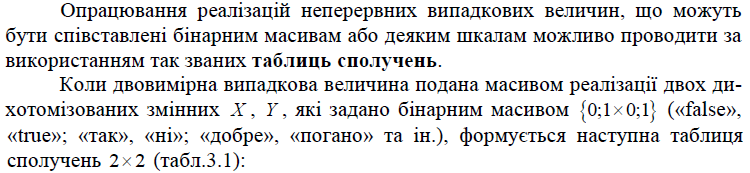 Опрацювання реалізацій неперервних випадкових величин, що можуть
бути співставлені бінарним масивам або деяким шкалам можливо проводити за
використанням так званих таблиць сполучень.
Коли двовимірна випадкова величина подана масивом реалізації двох ди-
хотомізованих змінних X , Y , які задано бінарним масивом {0;1×0;1} («false»,
«true»; «так», «ні»; «добре», «погано» та ін.), формується наступна таблиця
сполучень 2×2 (табл.3.1):